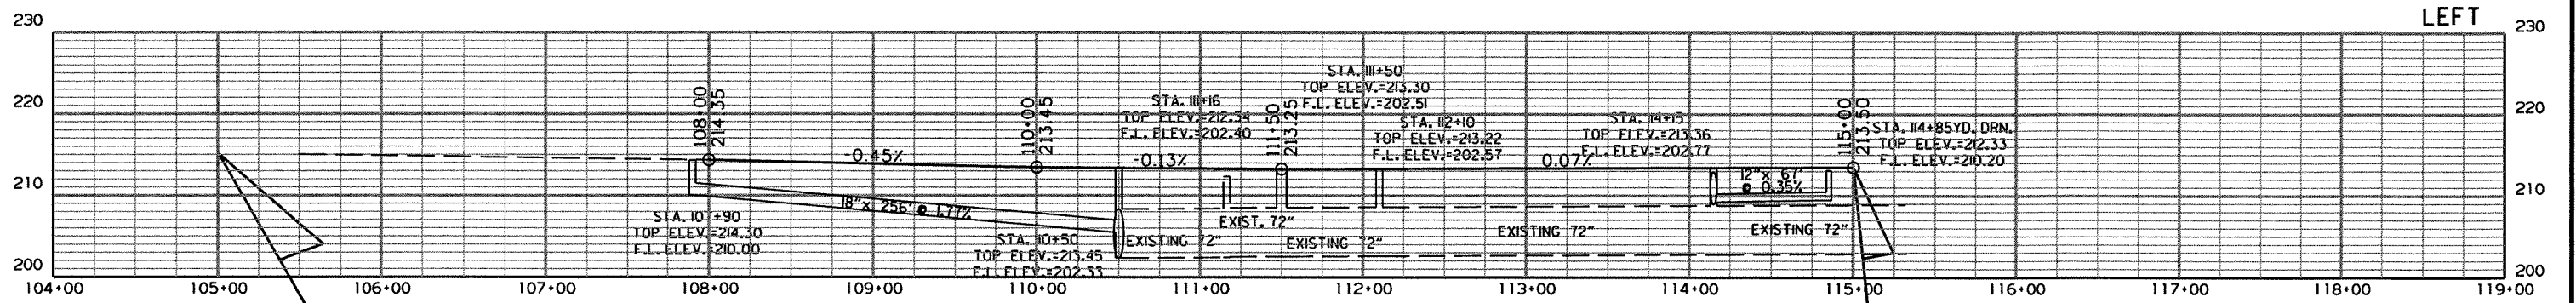 LEFT
230
230
220
220
210
210
200
200
108+00
214.35
110+00
213.45
111+50
213.25
115+00
213.50
STA. 111+50
TOP ELEV.=213.30
F.L. ELEV.=202.51
STA. 111+16
TOP ELEV.=212.34
F.L. ELEV.=202.40
STA. 112+10
TOP ELEV.=213.22
F.L. ELEV.=202.57
STA. 114+15
TOP ELEV.=213.36
F.L. ELEV.=202.77
STA. 114+85 YD. DRN.
TOP ELEV.=212.33
F.L. ELEV.=210.20
-0.45%
-0.13%
0.07%
12"x 67'
@ 0.35%
18"x 256' @ 1.77%
STA. 107+90
TOP ELEV.=214.30
F.L. ELEV.=210.00
STA. 110+50
TOP ELEV.=213.45
F.L. ELEV.=202.33
EXISTING 72"
EXIST. 72"
EXISTING 72"
EXISTING 72"
EXISTING 72"
104+00 105+00 106+00 107+00 108+00 109+00 110+00 111+00 112+00 113+00 114+00 115+00 116+00 117+00 118+00 119+00